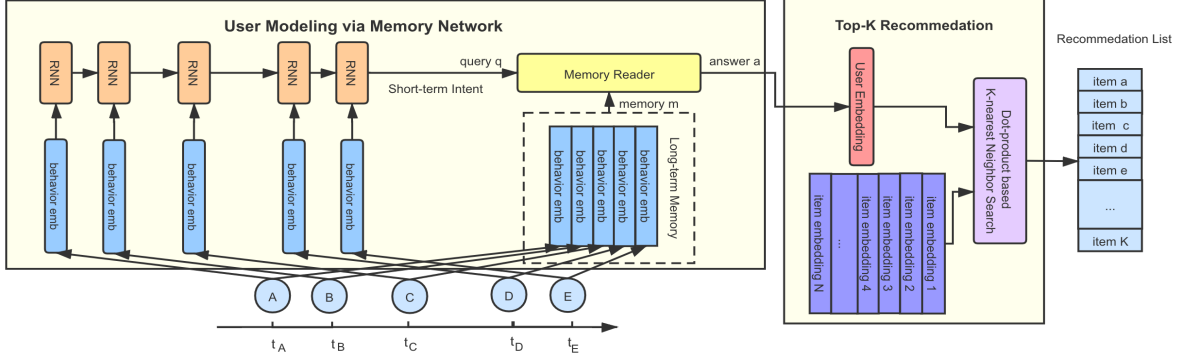 User Modeling via Memory Network
RNN
RNN
RNN
RNN
RNN
query q
Short-term Intent
Memory Reader
answer a
memory m
behavior emb
behavior emb
behavior emb
behavior emb
behavior emb
behavior emb
behavior emb
behavior emb
behavior emb
behavior emb
Long-term Memory
A
B
C
D
E
t A
t B
t C
t D
t E
Top-K Recommedation
User Embedding
Dot-product based
K-nearest Neighbor Search
item embedding N
...
item embedding 4
item embedding 3
item embedding 2
item embedding 1
Recommedation List
item a
item b
item c
item d
item e
...
item K